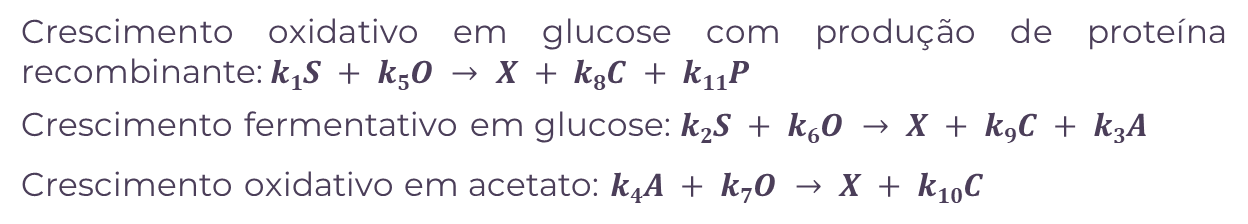 Crescimento oxidativo em glucose com produção de proteína
recombinante: k₁S + k₅O → X + k₈C + k₁₁P
Crescimento fermentativo em glucose: k₂S + k₆O → X + k₉C + k₃A
Crescimento oxidativo em acetato: k₄A + k₇O → X + k₁₀C